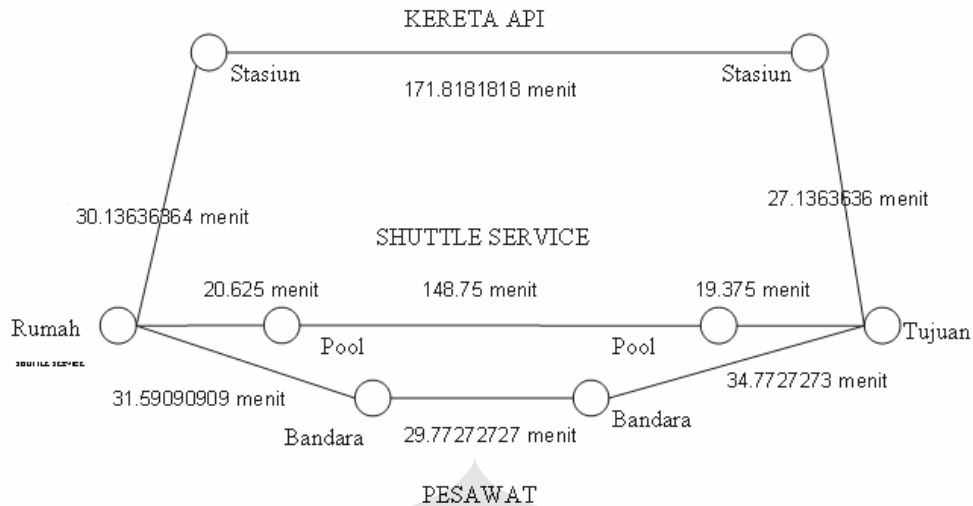 KERETA API
Stasiun
Stasiun
171.8181818 menit
30.13636364 menit
27.1363636 menit
SHUTTLE SERVICE
20.625 menit
148.75 menit
19.375 menit
Rumah
Pool
Pool
Tujuan
SHUTTLE SERVICE
31.59090909 menit
34.7727273 menit
Bandara
29.77272727 menit
Bandara
PESAWAT